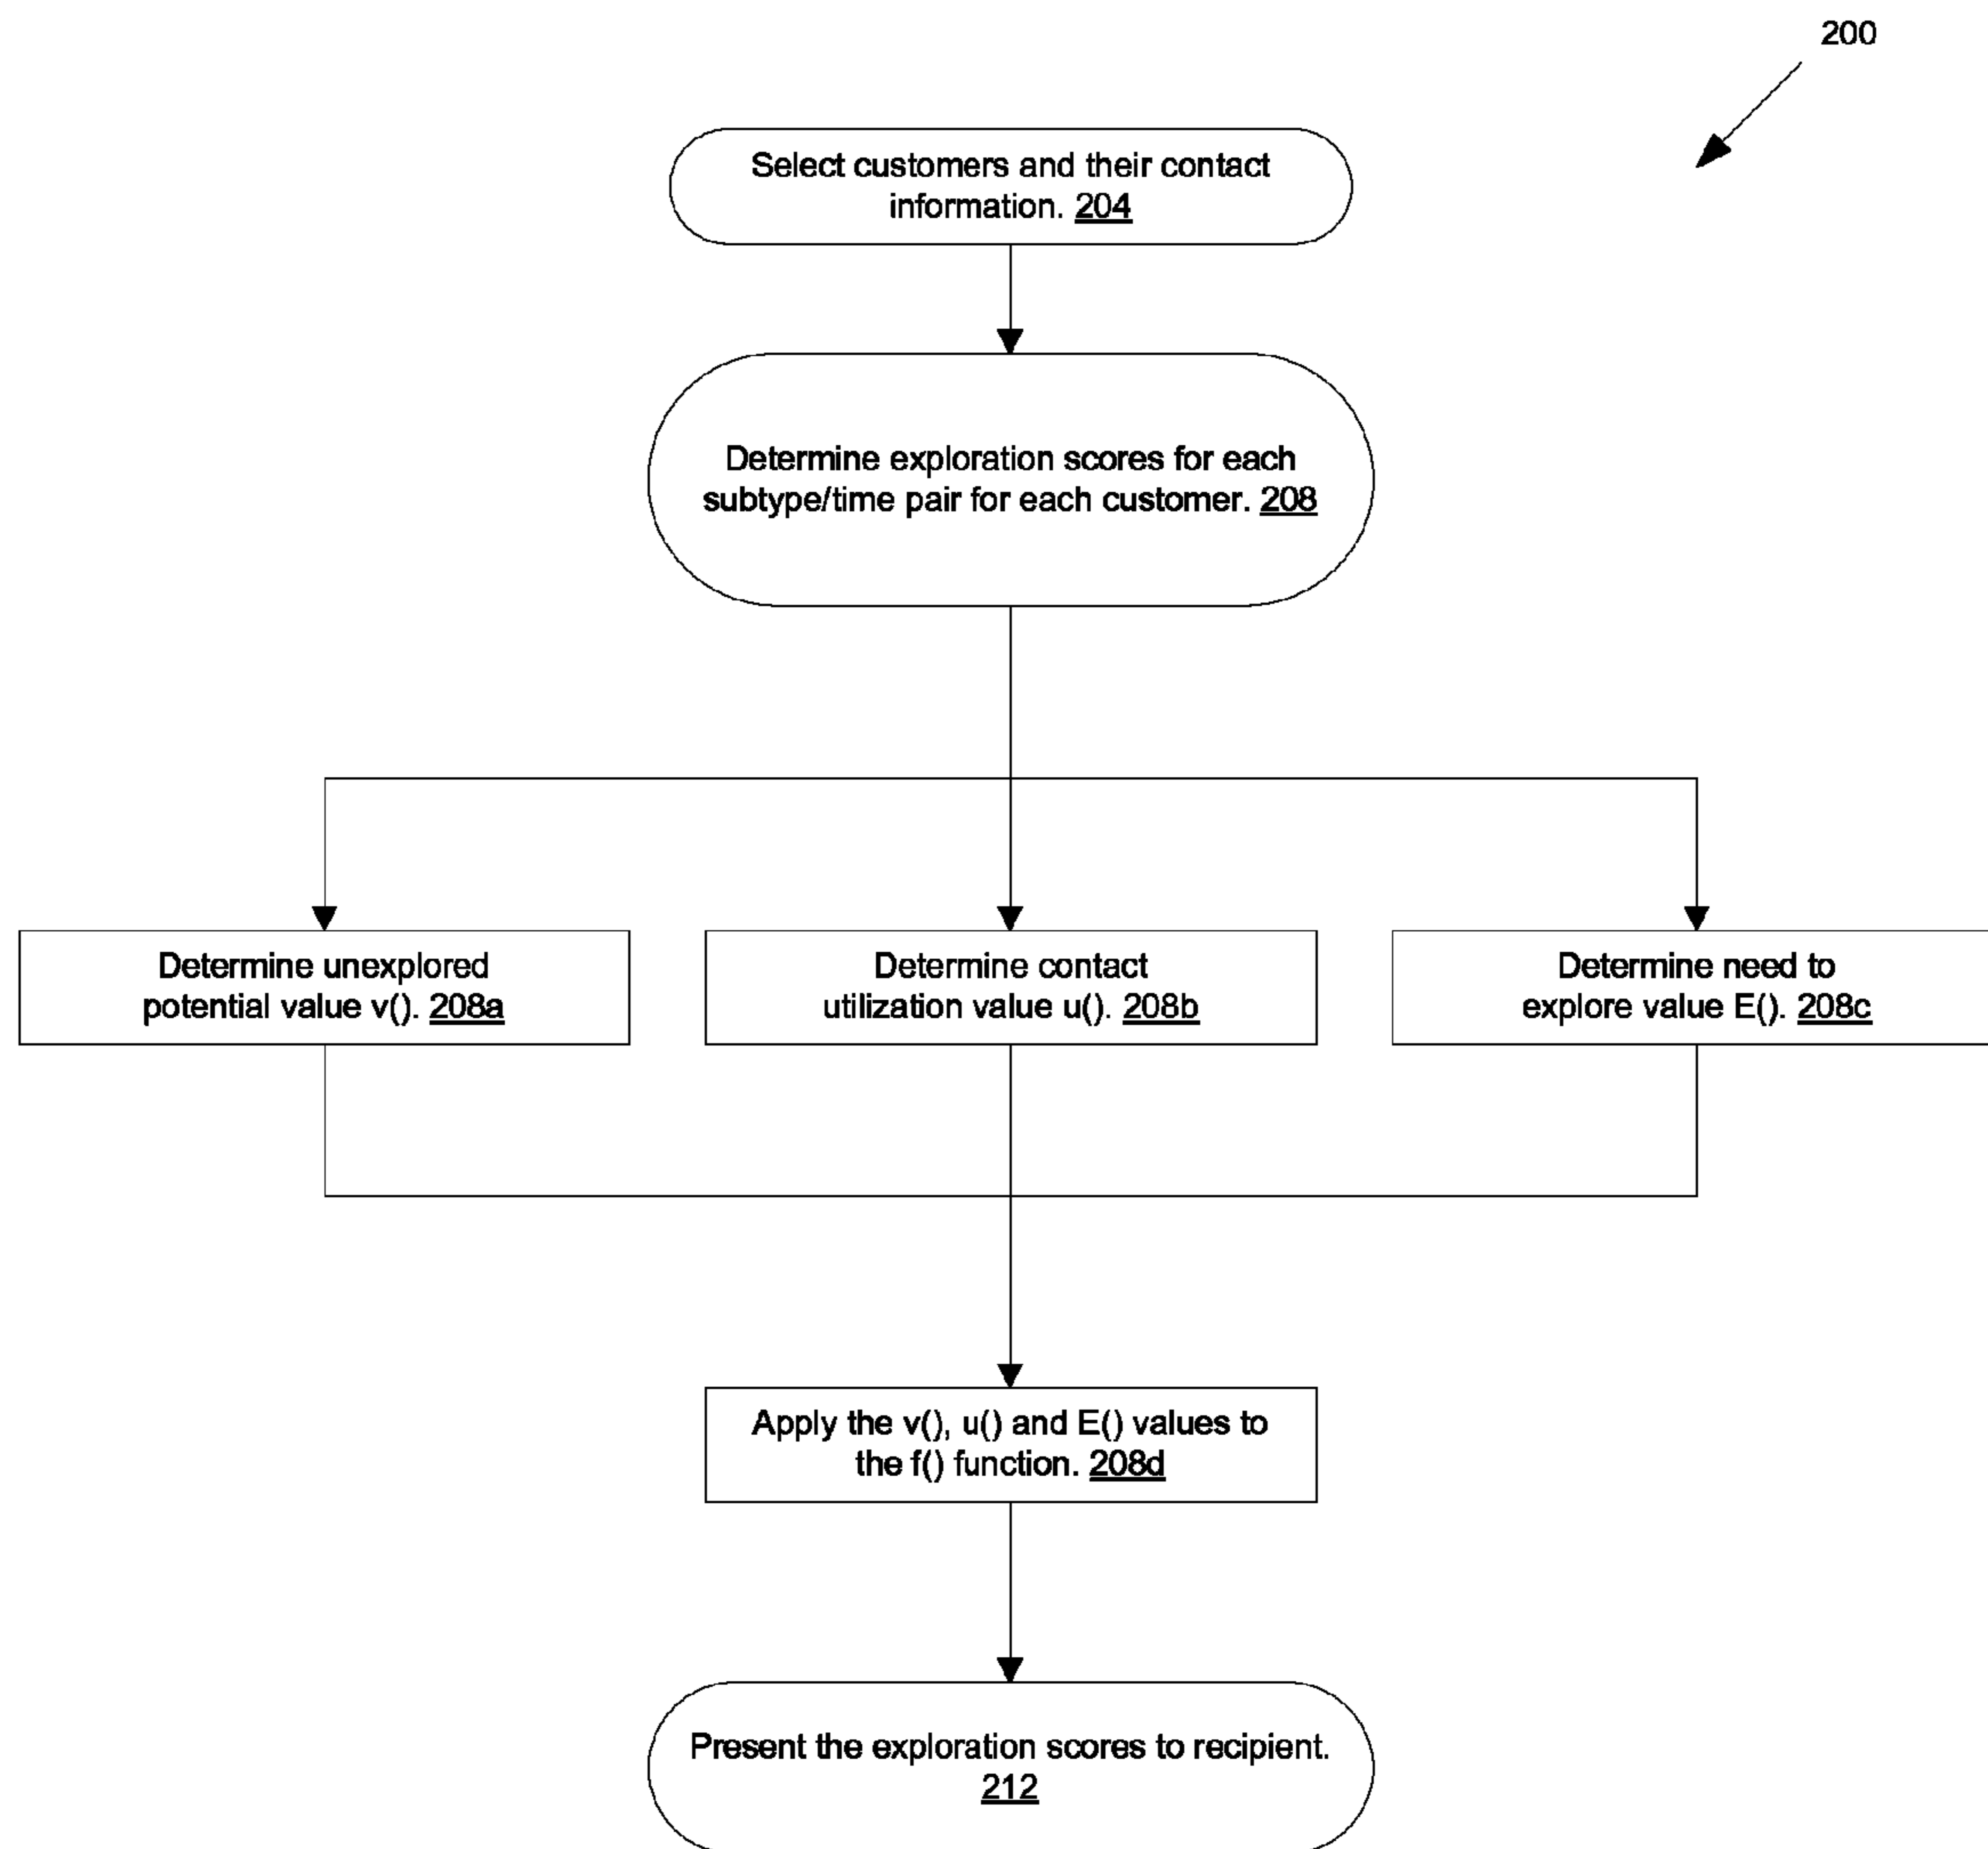 200
Select customers and their contact
information. 204
Determine exploration scores for each
subtype/time pair for each customer. 208
Determine unexplored
potential value v(). 208a
Determine contact
utilization value u(). 208b
Determine need to
explore value E(). 208c
Apply the v(), u() and E() values to
the f() function. 208d
Present the exploration scores to recipient.
212